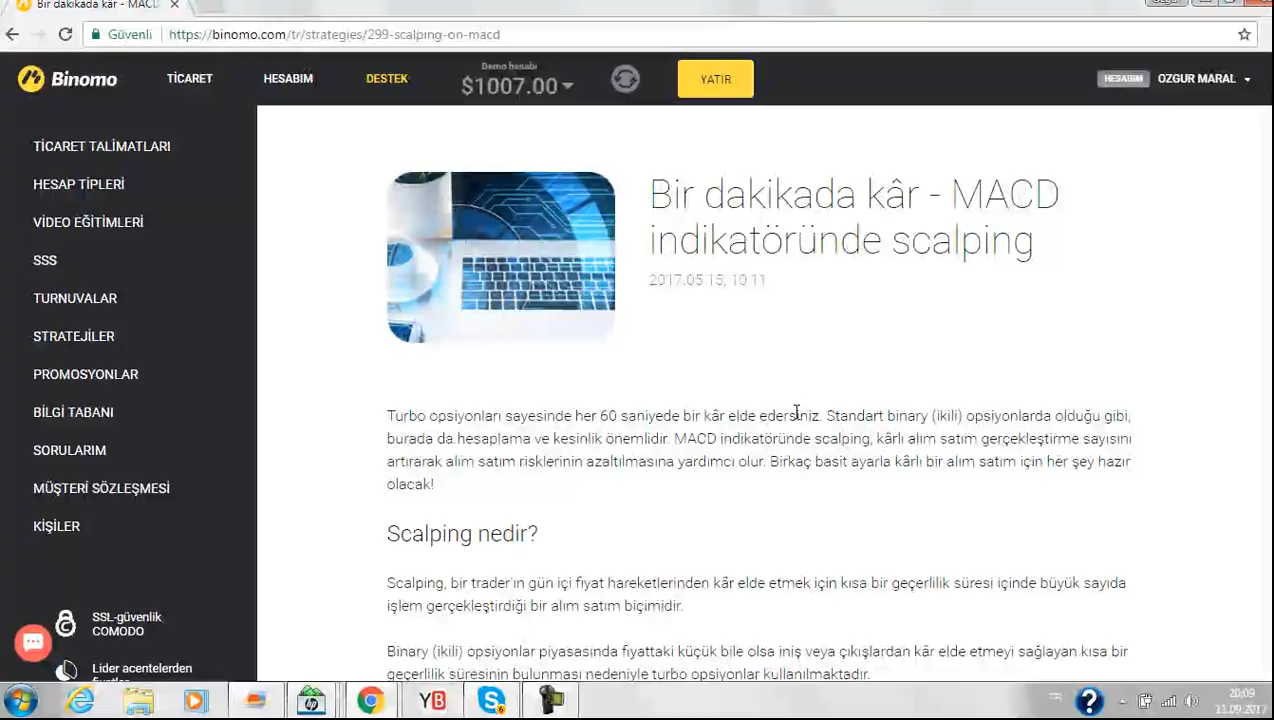 Bir dakikada kâr - MACD
Güvenli
https://binomo.com/tr/strategies/299-scalping-on-macd
Binomo
TİCARET
HESABIM
DESTEK
Demo hesabı
$1007.00
YATIR
HESABIM
OZGUR MARAL
TİCARET TALİMATLARI
HESAP TİPLERİ
VİDEO EĞİTİMLERİ
SSS
TURNUVALAR
STRATEJİLER
PROMOSYONLAR
BİLGİ TABANI
SORULARIM
MÜŞTERİ SÖZLEŞMESİ
KİŞİLER
SSL-güvenlik
COMODO
Lider acentelerden
Bir dakikada kâr - MACD
indikatöründe scalping
2017.05.15, 10:11
Turbo opsiyonları sayesinde her 60 saniyede bir kâr elde edersiniz. Standart binary (ikili) opsiyonlarda olduğu gibi,
burada da hesaplama ve kesinlik önemlidir. MACD indikatöründe scalping, kârlı alım satım gerçekleştirme sayısını
artırarak alım satım risklerinin azaltılmasına yardımcı olur. Birkaç basit ayarla kârlı bir alım satım için her şey hazır
olacak!
Scalping nedir?
Scalping, bir trader'ın gün içi fiyat hareketlerinden kâr elde etmek için kısa bir geçerlilik süresi içinde büyük sayıda
işlem gerçekleştirdiği bir alım satım biçimidir.
Binary (ikili) opsiyonlar piyasasında fiyattaki küçük bile olsa iniş veya çıkışlardan kâr elde etmeyi sağlayan kısa bir
geçerlilik süresinin bulunması nedeniyle turbo opsiyonlar kullanılmaktadır.
YB
TR
20:09
11.09.2017